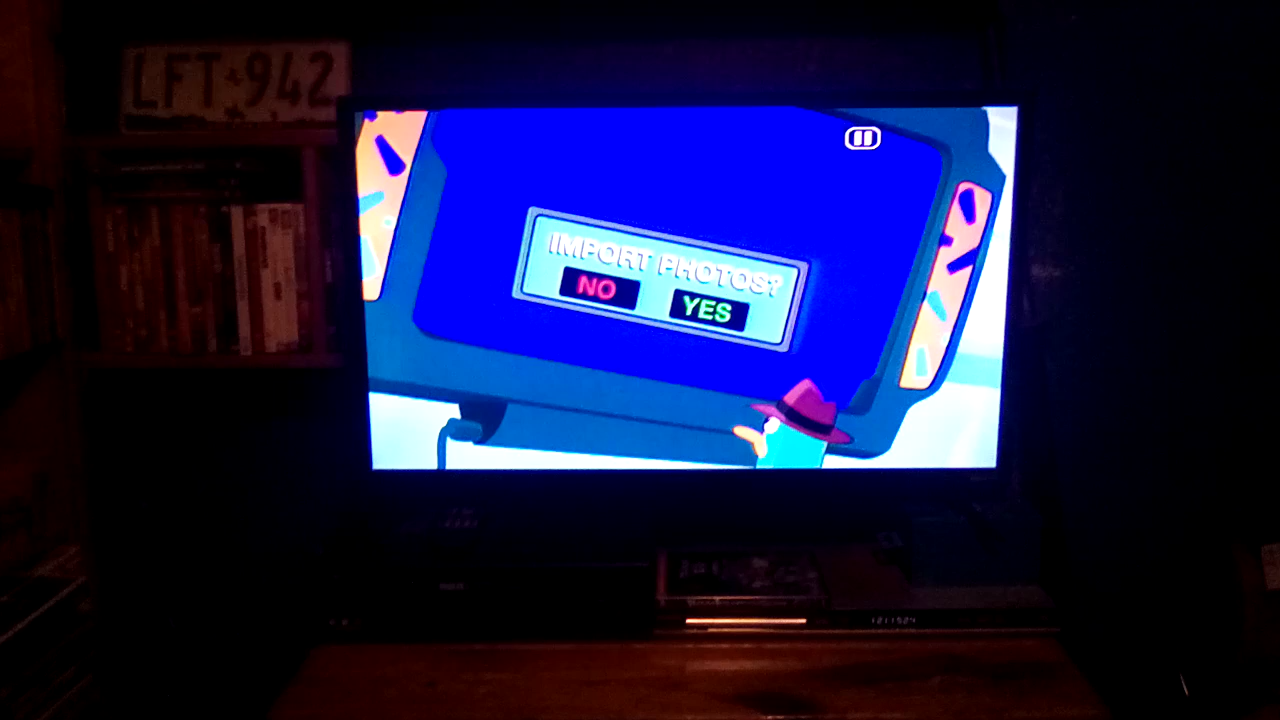 LFT 942
IMPORT PHOTOS?
NO
YES